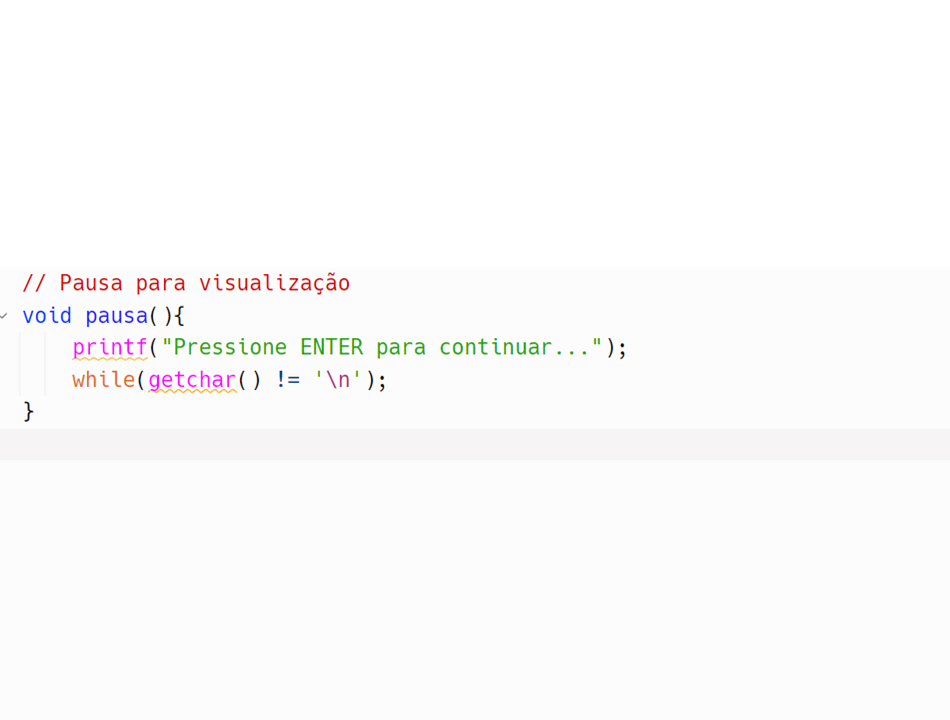 // Pausa para visualização
void pausa(){
printf("Pressione ENTER para continuar...");
while(getchar() != '\n');
}